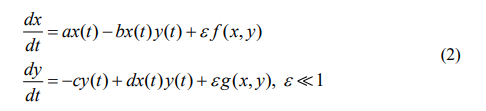 dx/dt = ax(t) − bx(t)y(t) + εf(x, y)
(2)
dy/dt = −cy(t) + dx(t)y(t) + εg(x, y), ε ≪ 1